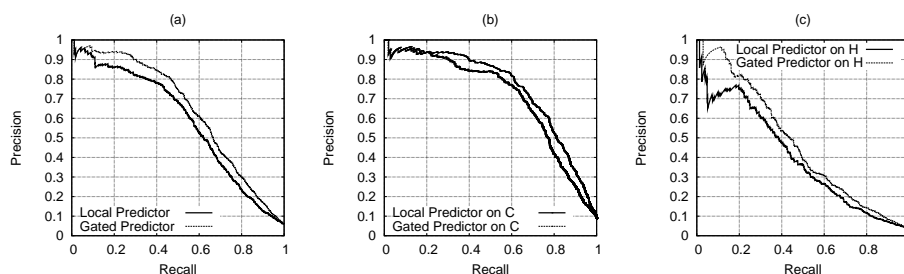 (a)
1
0.9
0.8
0.7
0.6
0.5
0.4
0.3
0.2
0.1
0
Precision
Local Predictor
Gated Predictor
0 0.2 0.4 0.6 0.8 1
Recall
(b)
1
0.9
0.8
0.7
0.6
0.5
0.4
0.3
0.2
0.1
0
Precision
Local Predictor on C
Gated Predictor on C
0 0.2 0.4 0.6 0.8 1
Recall
(c)
1
0.9
0.8
0.7
0.6
0.5
0.4
0.3
0.2
0.1
0
Precision
Local Predictor on H
Gated Predictor on H
0 0.2 0.4 0.6 0.8
Recall